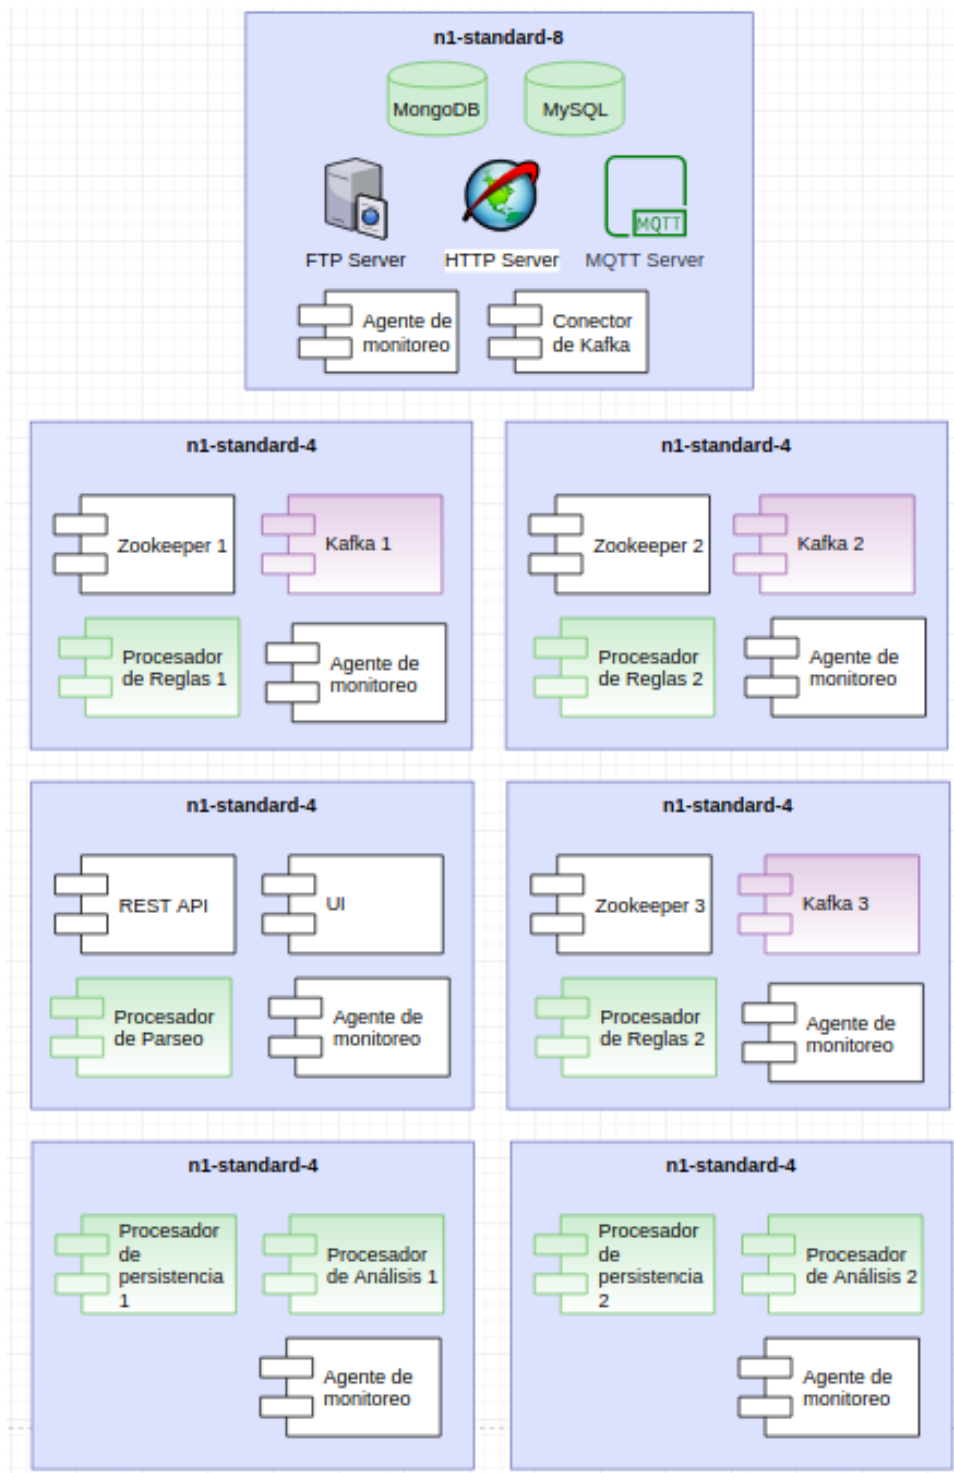 n1-standard-8
MongoDB
MySQL
MQTT
FTP Server
HTTP Server
MQTT Server
Agente de
monitoreo
Conector
de Kafka
n1-standard-4
Zookeeper 1
Kafka 1
Procesador
de Reglas 1
Agente de
monitoreo
n1-standard-4
Zookeeper 2
Kafka 2
Procesador
de Reglas 2
Agente de
monitoreo
n1-standard-4
REST API
UI
Procesador
de Parseo
Agente de
monitoreo
n1-standard-4
Zookeeper 3
Kafka 3
Procesador
de Reglas 2
Agente de
monitoreo
n1-standard-4
Procesador
de
persistencia
1
Procesador
de Análisis 1
Agente de
monitoreo
n1-standard-4
Procesador
de
persistencia
2
Procesador
de Análisis 2
Agente de
monitoreo